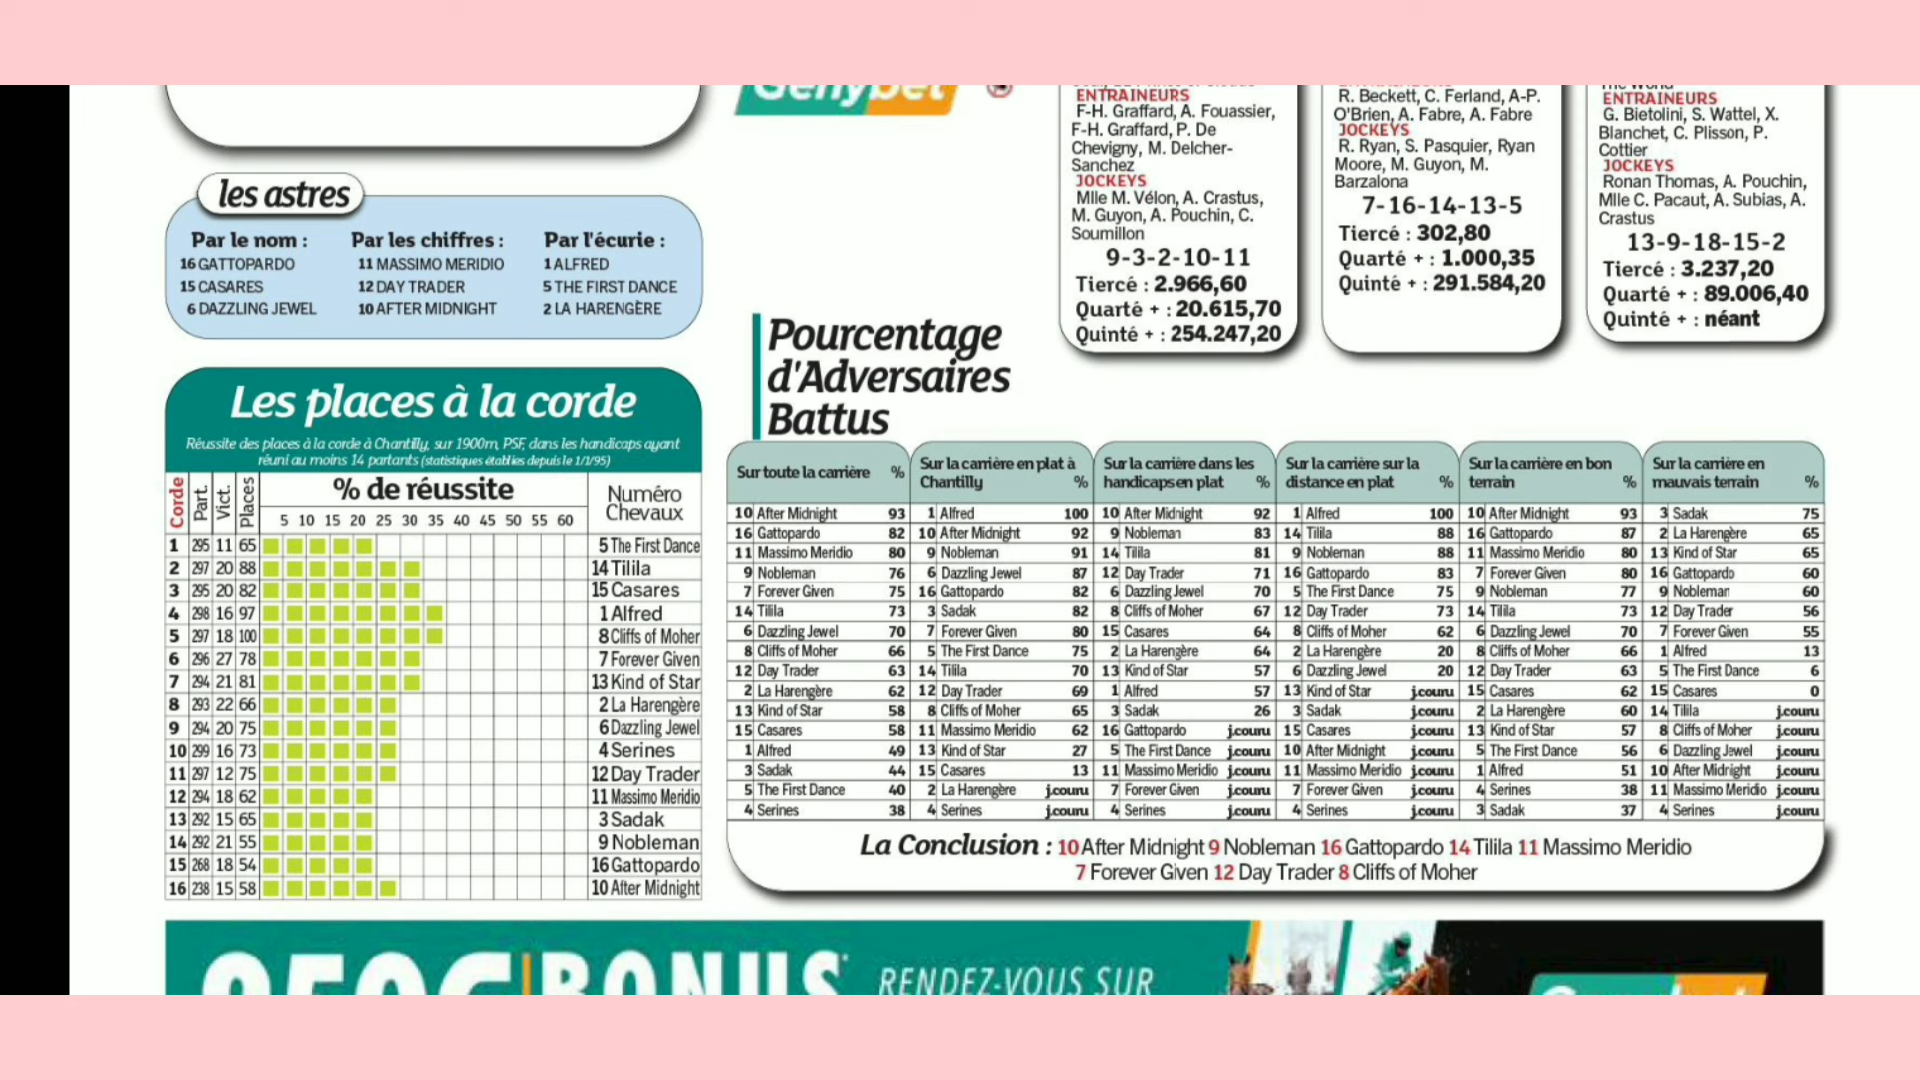 Genybet
ENTRAINEURS
F-H. Graffard, A. Fouassier,
F-H. Graffard, P. De
Chevigny, M. Delcher-
Sanchez
JOCKEYS
Mlle M. Vélon, A. Crastus,
M. Guyon, A. Pouchin, C.
Soumillon
9-3-2-10-11
Tiercé : 2.966,60
Quarté + : 20.615,70
Quinté + : 254.247,20
R. Beckett, C. Ferland, A-P.
O'Brien, A. Fabre, A. Fabre
JOCKEYS
R. Ryan, S. Pasquier, Ryan
Moore, M. Guyon, M.
Barzalona
7-16-14-13-5
Tiercé : 302,80
Quarté + : 1.000,35
Quinté + : 291.584,20
The World
ENTRAINEURS
G. Bietolini, S. Wattel, X.
Blanchet, C. Plisson, P.
Cottier
JOCKEYS
Ronan Thomas, A. Pouchin,
Mlle C. Pacaut, A. Subias, A.
Crastus
13-9-18-15-2
Tiercé : 3.237,20
Quarté + : 89.006,40
Quinté + : néant
les astres
Par le nom : Par les chiffres : Par l'écurie :
16 GATTOPARDO 11 MASSIMO MERIDIO 1 ALFRED
15 CASARES 12 DAY TRADER 5 THE FIRST DANCE
6 DAZZLING JEWEL 10 AFTER MIDNIGHT 2 LA HARENGÈRE
Les places à la corde
Réussite des places à la corde à Chantilly, sur 1900m, PSF, dans les handicaps ayant
réuni au moins 14 partants (statistiques établies depuis le 1/1/95)
Corde Part. Vict. Places % de réussite Numéro Chevaux
5 10 15 20 25 30 35 40 45 50 55 60
1 295 11 65 5 The First Dance
2 297 20 88 14 Tilila
3 295 20 82 15 Casares
4 298 16 97 1 Alfred
5 297 18 100 8 Cliffs of Moher
6 296 27 78 7 Forever Given
7 294 21 81 13 Kind of Star
8 293 22 66 2 La Harengère
9 294 20 75 6 Dazzling Jewel
10 299 16 73 4 Serines
11 297 12 75 12 Day Trader
12 294 18 62 11 Massimo Meridio
13 292 15 65 3 Sadak
14 292 21 55 9 Nobleman
15 268 18 54 16 Gattopardo
16 238 15 58 10 After Midnight
Pourcentage
d'Adversaires
Battus
Sur toute la carrière %
10 After Midnight 93
16 Gattopardo 82
11 Massimo Meridio 80
9 Nobleman 76
7 Forever Given 75
14 Tilila 73
6 Dazzling Jewel 70
8 Cliffs of Moher 66
12 Day Trader 63
2 La Harengère 62
13 Kind of Star 58
15 Casares 58
1 Alfred 49
3 Sadak 44
5 The First Dance 40
4 Serines 38
Sur la carrière en plat à
Chantilly %
1 Alfred 100
10 After Midnight 92
9 Nobleman 91
6 Dazzling Jewel 87
16 Gattopardo 82
3 Sadak 82
7 Forever Given 80
5 The First Dance 75
14 Tilila 70
12 Day Trader 69
8 Cliffs of Moher 65
11 Massimo Meridio 62
13 Kind of Star 27
15 Casares 13
2 La Harengère j.couru
4 Serines j.couru
Sur la carrière dans les
handicaps en plat %
10 After Midnight 92
9 Nobleman 83
14 Tilila 81
12 Day Trader 71
6 Dazzling Jewel 70
8 Cliffs of Moher 67
15 Casares 64
2 La Harengère 64
13 Kind of Star 57
1 Alfred 57
3 Sadak 26
16 Gattopardo j.couru
5 The First Dance j.couru
11 Massimo Meridio j.couru
7 Forever Given j.couru
4 Serines j.couru
Sur la carrière sur la
distance en plat %
1 Alfred 100
14 Tilila 88
9 Nobleman 88
16 Gattopardo 83
5 The First Dance 75
12 Day Trader 73
8 Cliffs of Moher 62
2 La Harengère 20
6 Dazzling Jewel 20
13 Kind of Star j.couru
3 Sadak j.couru
15 Casares j.couru
10 After Midnight j.couru
11 Massimo Meridio j.couru
7 Forever Given j.couru
4 Serines j.couru
Sur la carrière en bon
terrain %
10 After Midnight 93
16 Gattopardo 87
11 Massimo Meridio 80
7 Forever Given 80
9 Nobleman 77
14 Tilila 73
6 Dazzling Jewel 70
8 Cliffs of Moher 66
12 Day Trader 63
15 Casares 62
2 La Harengère 60
13 Kind of Star 57
5 The First Dance 56
1 Alfred 51
4 Serines 38
3 Sadak 37
Sur la carrière en
mauvais terrain %
3 Sadak 75
2 La Harengère 65
13 Kind of Star 65
16 Gattopardo 60
9 Nobleman 60
12 Day Trader 56
7 Forever Given 55
1 Alfred 13
5 The First Dance 6
15 Casares 0
14 Tilila j.couru
8 Cliffs of Moher j.couru
6 Dazzling Jewel j.couru
10 After Midnight j.couru
11 Massimo Meridio j.couru
4 Serines j.couru
La Conclusion : 10 After Midnight 9 Nobleman 16 Gattopardo 14 Tilila 11 Massimo Meridio
7 Forever Given 12 Day Trader 8 Cliffs of Moher
BONUS RENDEZ-VOUS SUR